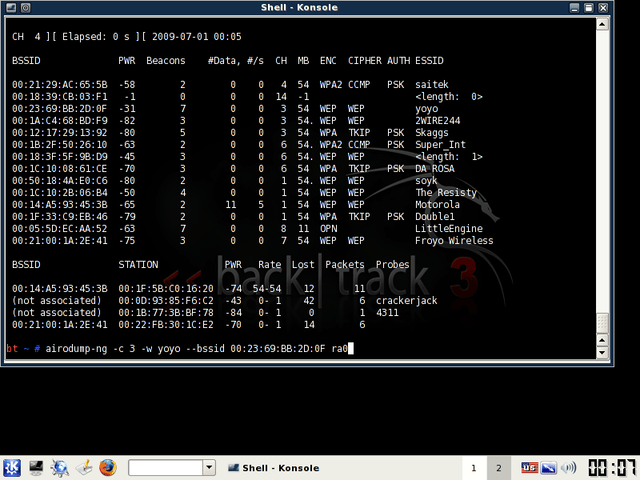 Shell - Konsole
CH 4 ][ Elapsed: 0 s ][ 2009-07-01 00:05
BSSID PWR Beacons #Data, #/s CH MB ENC CIPHER AUTH ESSID
00:21:29:AC:65:5B -58 2 0 0 4 54 WPA2 CCMP PSK saitek
00:18:39:CB:03:F1 -1 0 0 0 14 -1 <length: 0>
00:23:69:BB:2D:0F -31 7 0 0 3 54 WEP WEP yoyo
00:1A:C4:68:BD:F9 -82 3 0 0 3 54. WEP WEP 2WIRE244
00:12:17:29:13:92 -80 5 0 0 3 54 WPA TKIP PSK Skaggs
00:1B:2F:50:26:10 -63 2 0 0 6 54. WPA2 CCMP PSK Super_Int
00:18:3F:5F:9B:D9 -45 3 0 0 6 54. WEP WEP <length: 1>
00:1C:10:08:61:CE -70 3 0 0 6 54 WPA TKIP PSK DA ROSA
00:50:18:4A:E0:C6 -80 2 0 0 1 54 WEP WEP soyk
00:1C:10:2B:06:B4 -50 4 0 0 1 54 WEP WEP The Resisty
00:14:A5:93:45:3B -65 2 11 5 1 54 WEP WEP Motorola
00:1F:33:C9:EB:46 -79 2 0 0 1 54 WPA TKIP PSK Double1
00:05:5D:EC:AA:52 -63 7 0 0 8 11 OPN LittleEngine
00:21:00:1A:2E:41 -75 3 0 0 7 54 WEP WEP Froyo Wireless
BSSID STATION PWR Rate Lost Packets Probes
<< back | track 3
00:14:A5:93:45:3B 00:1F:5B:C0:16:20 -74 54-54 12 11
(not associated) 00:0D:93:85:F6:C2 -43 0- 1 42 6 crackerjack
(not associated) 00:1B:77:3B:BF:78 -84 0- 1 0 1 4311
00:21:00:1A:2E:41 00:22:FB:30:1C:E2 -70 0- 1 14 6
bt ~ # airodump-ng -c 3 -w yoyo --bssid 00:23:69:BB:2D:0F ra0
Shell - Konsole 1 2 us 00:07